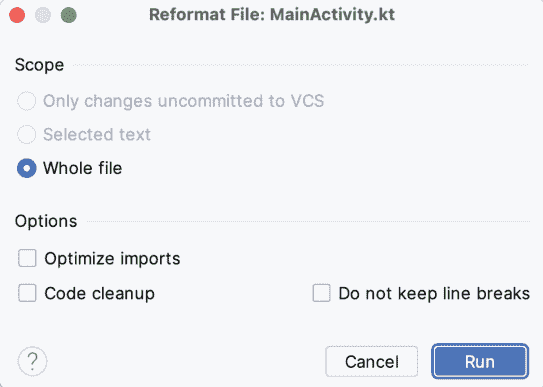 Reformat File: MainActivity.kt
Scope
Only changes uncommitted to VCS
Selected text
Whole file
Options
Optimize imports
Code cleanup
Do not keep line breaks
?
Cancel
Run